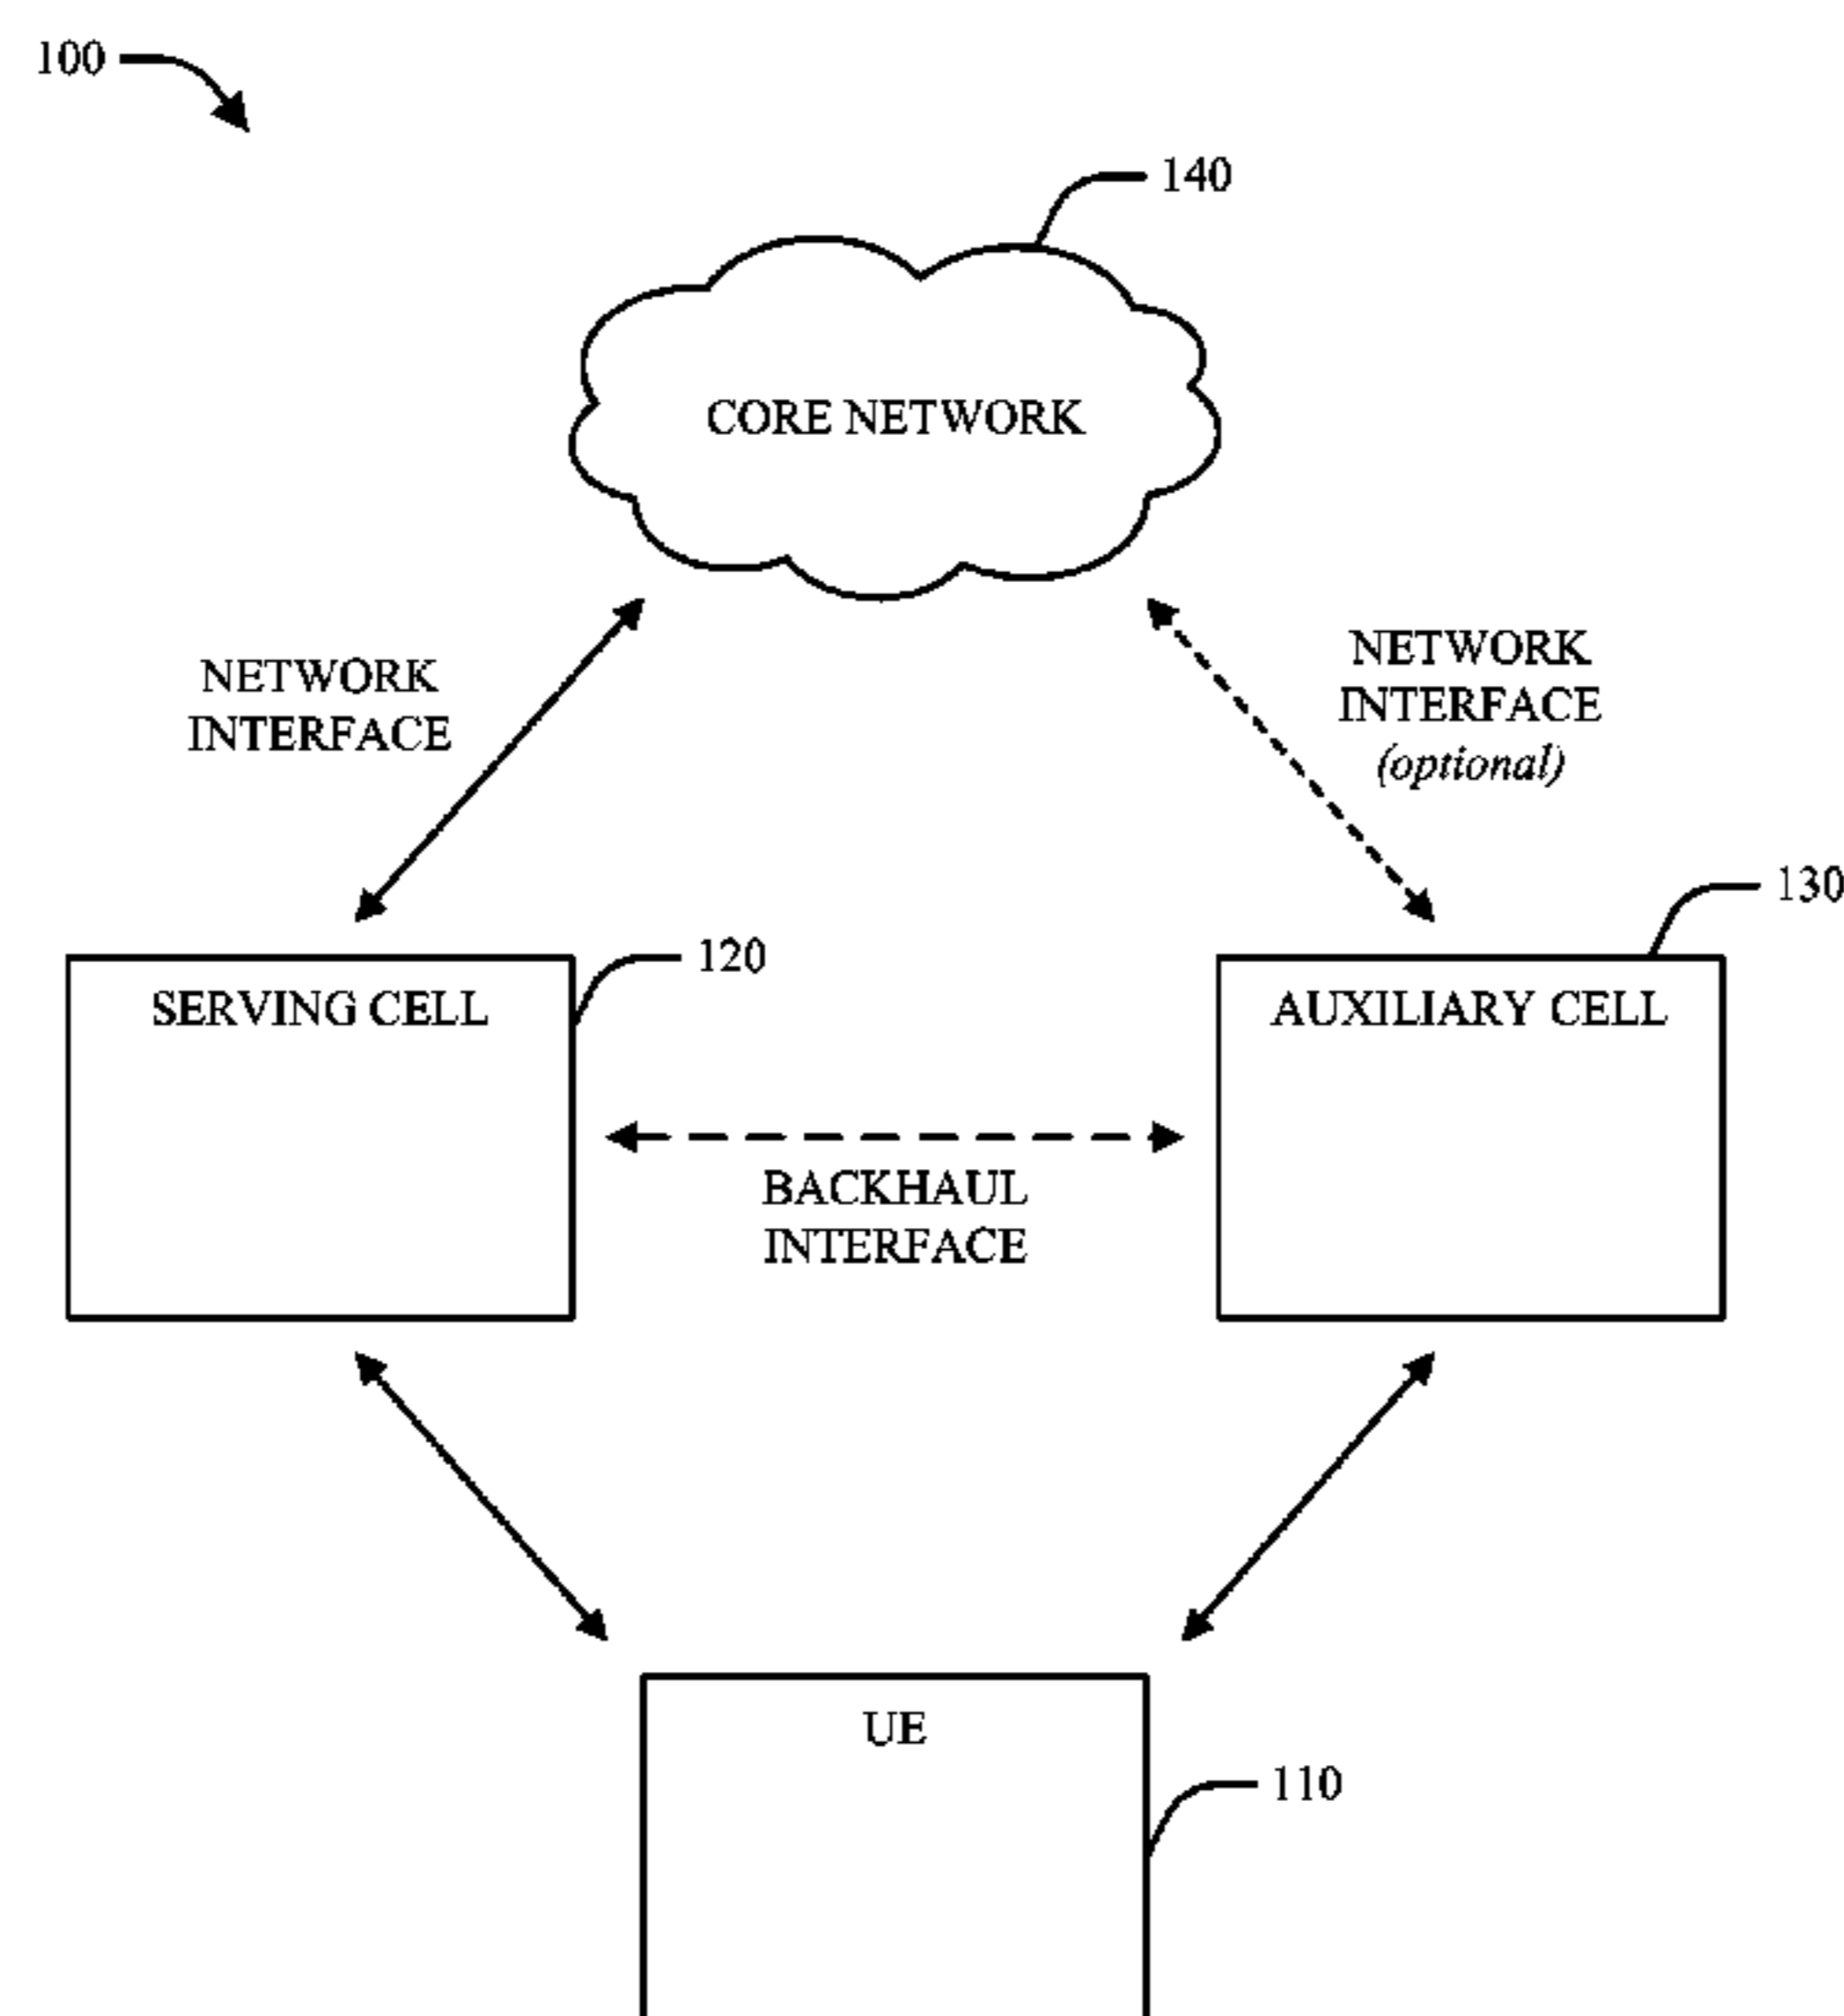 100
140
CORE NETWORK
NETWORK
INTERFACE
NETWORK
INTERFACE
(optional)
130
120
SERVING CELL
AUXILIARY CELL
BACKHAUL
INTERFACE
UE
110